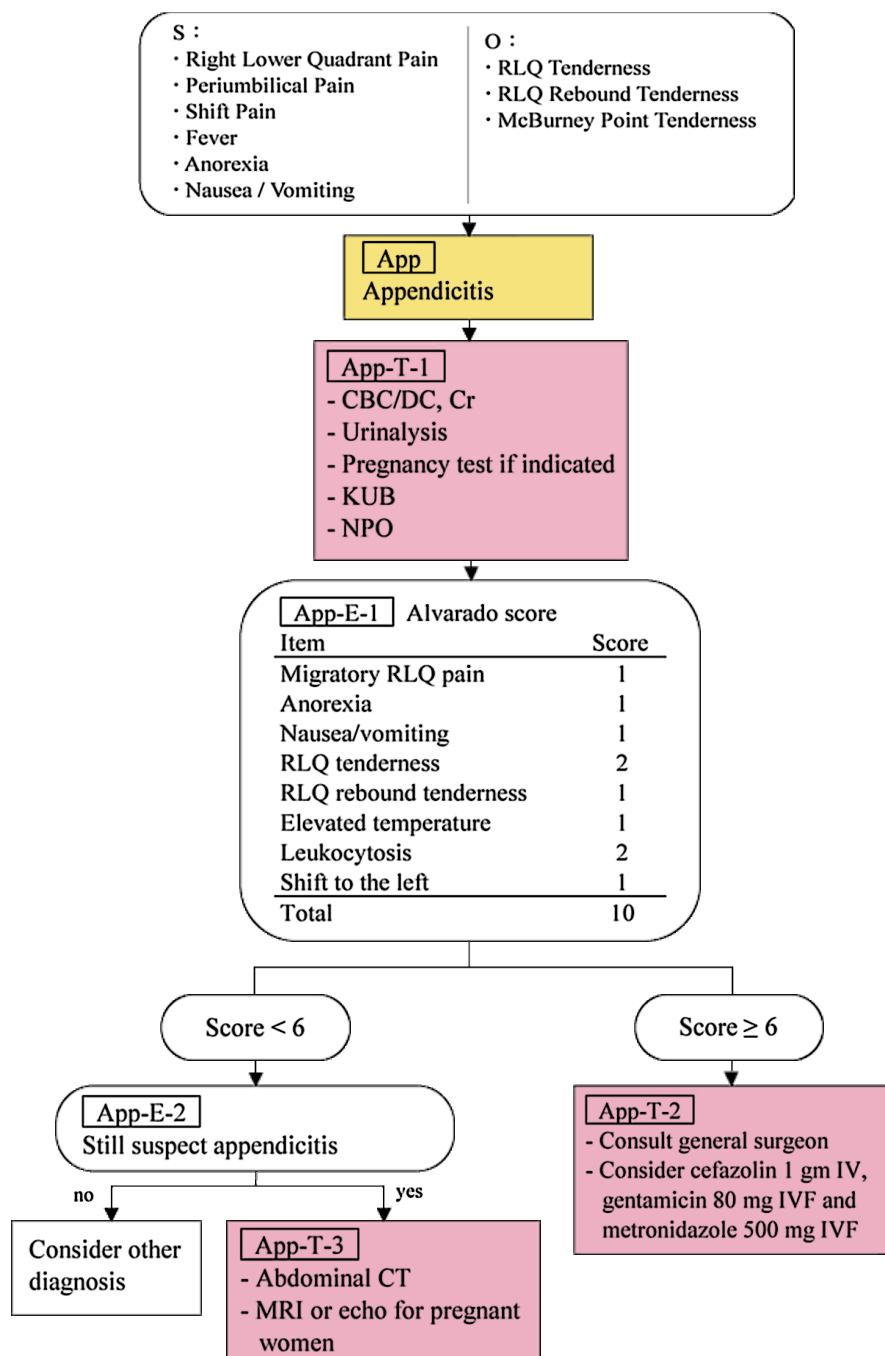 S：
· Right Lower Quadrant Pain
· Periumbilical Pain
· Shift Pain
· Fever
· Anorexia
· Nausea / Vomiting
O：
· RLQ Tenderness
· RLQ Rebound Tenderness
· McBurney Point Tenderness
App
Appendicitis
App-T-1
- CBC/DC, Cr
- Urinalysis
- Pregnancy test if indicated
- KUB
- NPO
App-E-1 Alvarado score
Item Score
Migratory RLQ pain 1
Anorexia 1
Nausea/vomiting 1
RLQ tenderness 2
RLQ rebound tenderness 1
Elevated temperature 1
Leukocytosis 2
Shift to the left 1
Total 10
Score < 6
Score ≥ 6
App-E-2
Still suspect appendicitis
no
yes
Consider other
diagnosis
App-T-3
- Abdominal CT
- MRI or echo for pregnant
women
App-T-2
- Consult general surgeon
- Consider cefazolin 1 gm IV,
gentamicin 80 mg IVF and
metronidazole 500 mg IVF